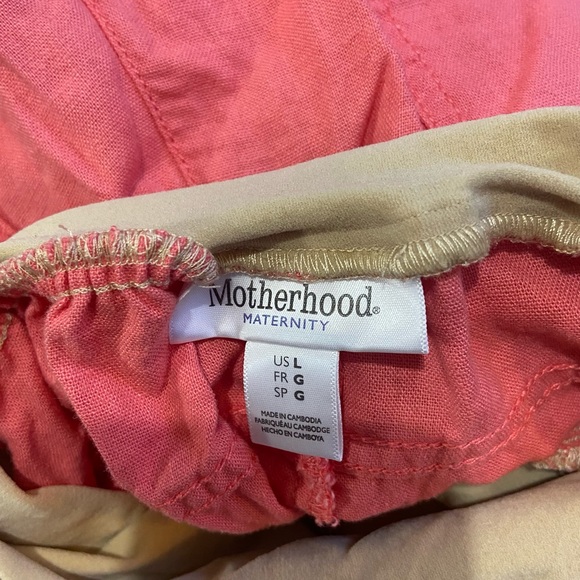 Motherhood®
MATERNITY
US L
FR G
SP G
MADE IN CAMBODIA
FABRIQUÉ AU CAMBODGE
HECHO EN CAMBOYA